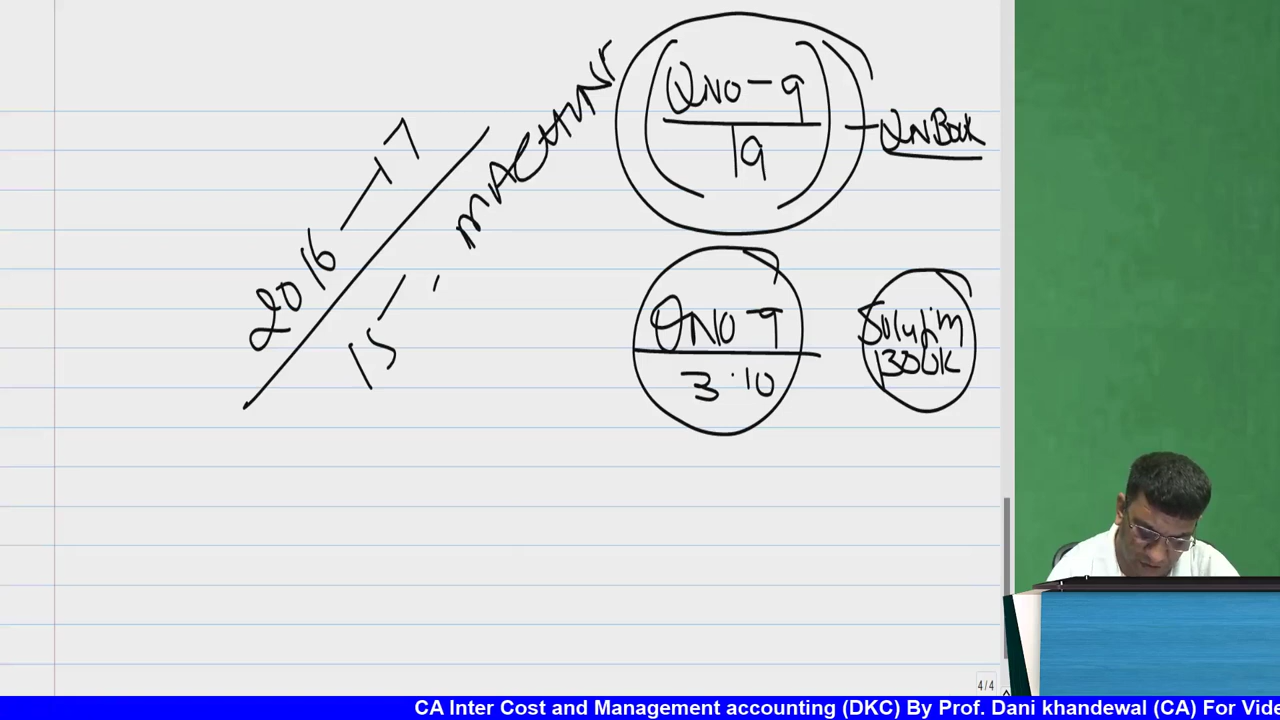 2016 - 17
15 " MACHINE
QNO - 9
19
QN Book
QNO - 9
3.10
Solution
BOOK
4/4
CA Inter Cost and Management accounting (DKC) By Prof. Dani khandewal (CA) For Vide